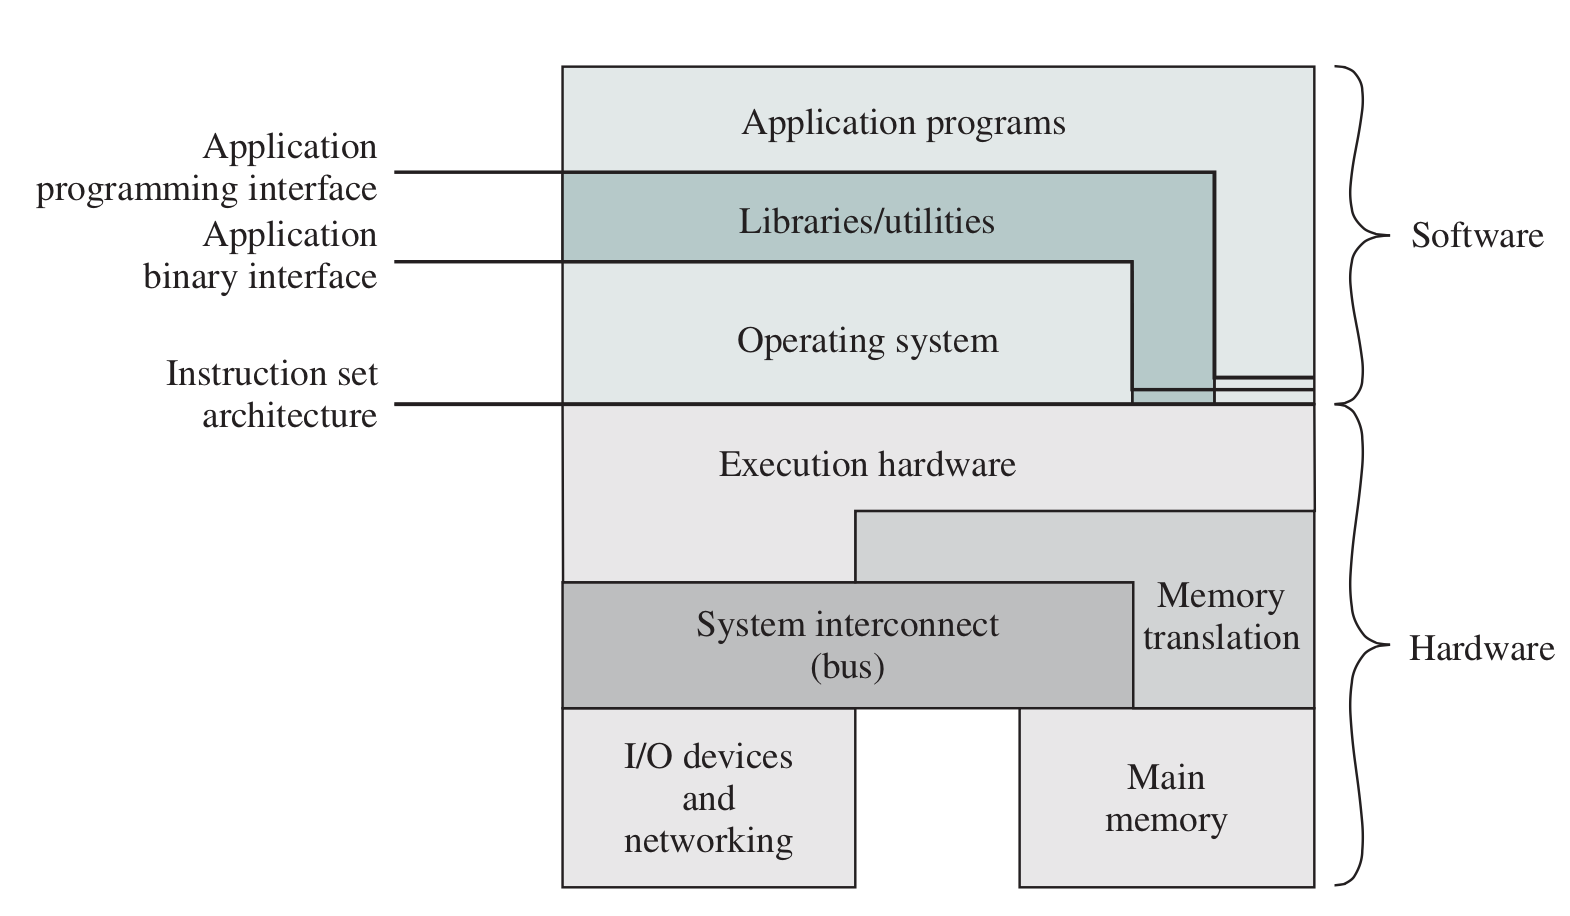 Application programs
Application
programming interface
Libraries/utilities
Application
binary interface
Software
Operating system
Instruction set
architecture
Execution hardware
Memory
translation
System interconnect
(bus)
Hardware
I/O devices
and
networking
Main
memory